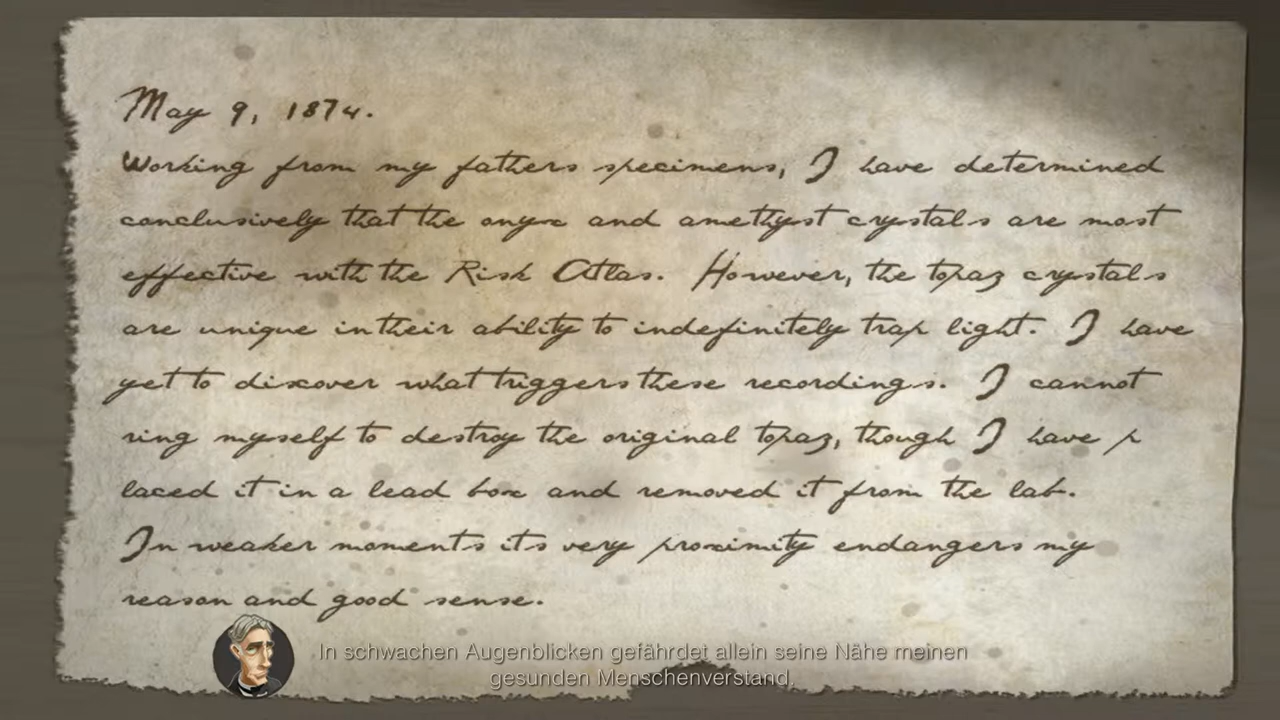 May 9, 1874.
Working from my fathers specimens, I have determined
conclusively that the onyx and amethyst crystals are most
effective with the Risk Atlas. However, the topaz crystals
are unique in their ability to indefinitely trap light. I have
yet to discover what triggers these recordings. I cannot
ring myself to destroy the original topaz, though I have p
laced it in a lead box and removed it from the lab.
In weaker moments its very proximity endangers my
reason and good sense.
In schwachen Augenblicken gefährdet allein seine Nähe meinen
gesunden Menschenverstand.